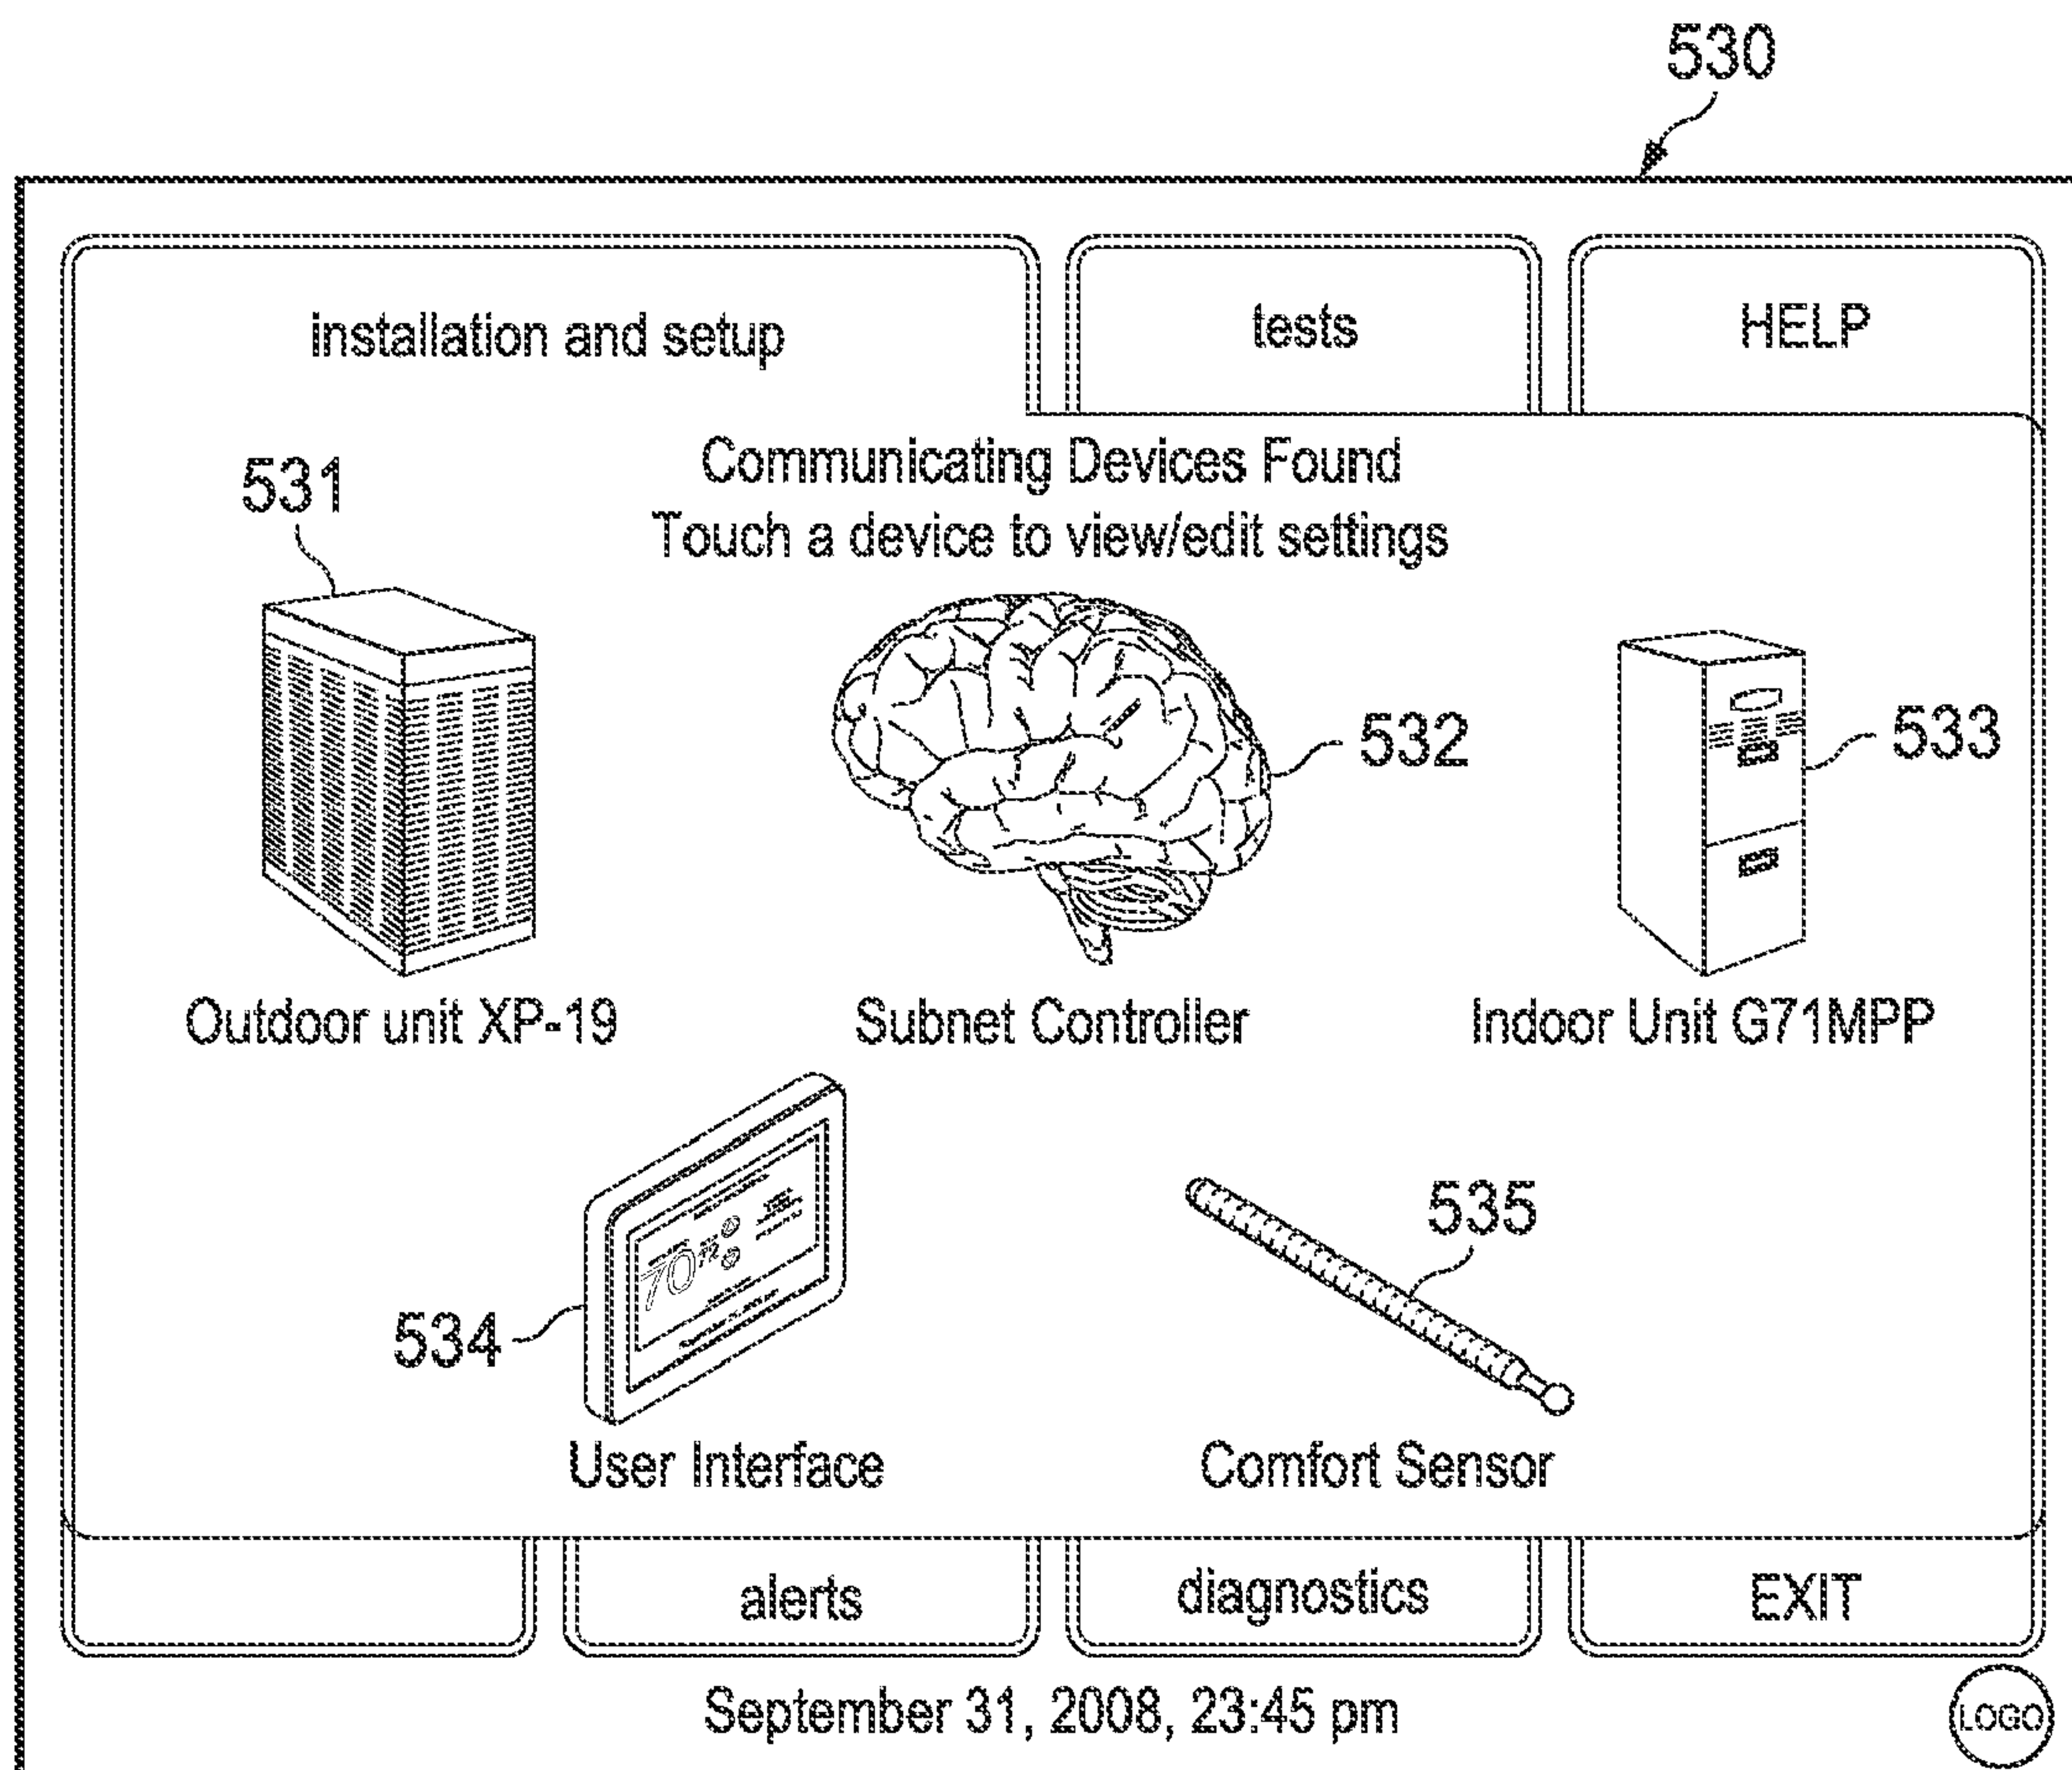 530
installation and setup
tests
HELP
Communicating Devices Found
Touch a device to view/edit settings
531
532
533
Outdoor unit XP-19
Subnet Controller
Indoor Unit G71MPP
534
70
535
User Interface
Comfort Sensor
alerts
diagnostics
EXIT
September 31, 2008, 23:45 pm
LOGO